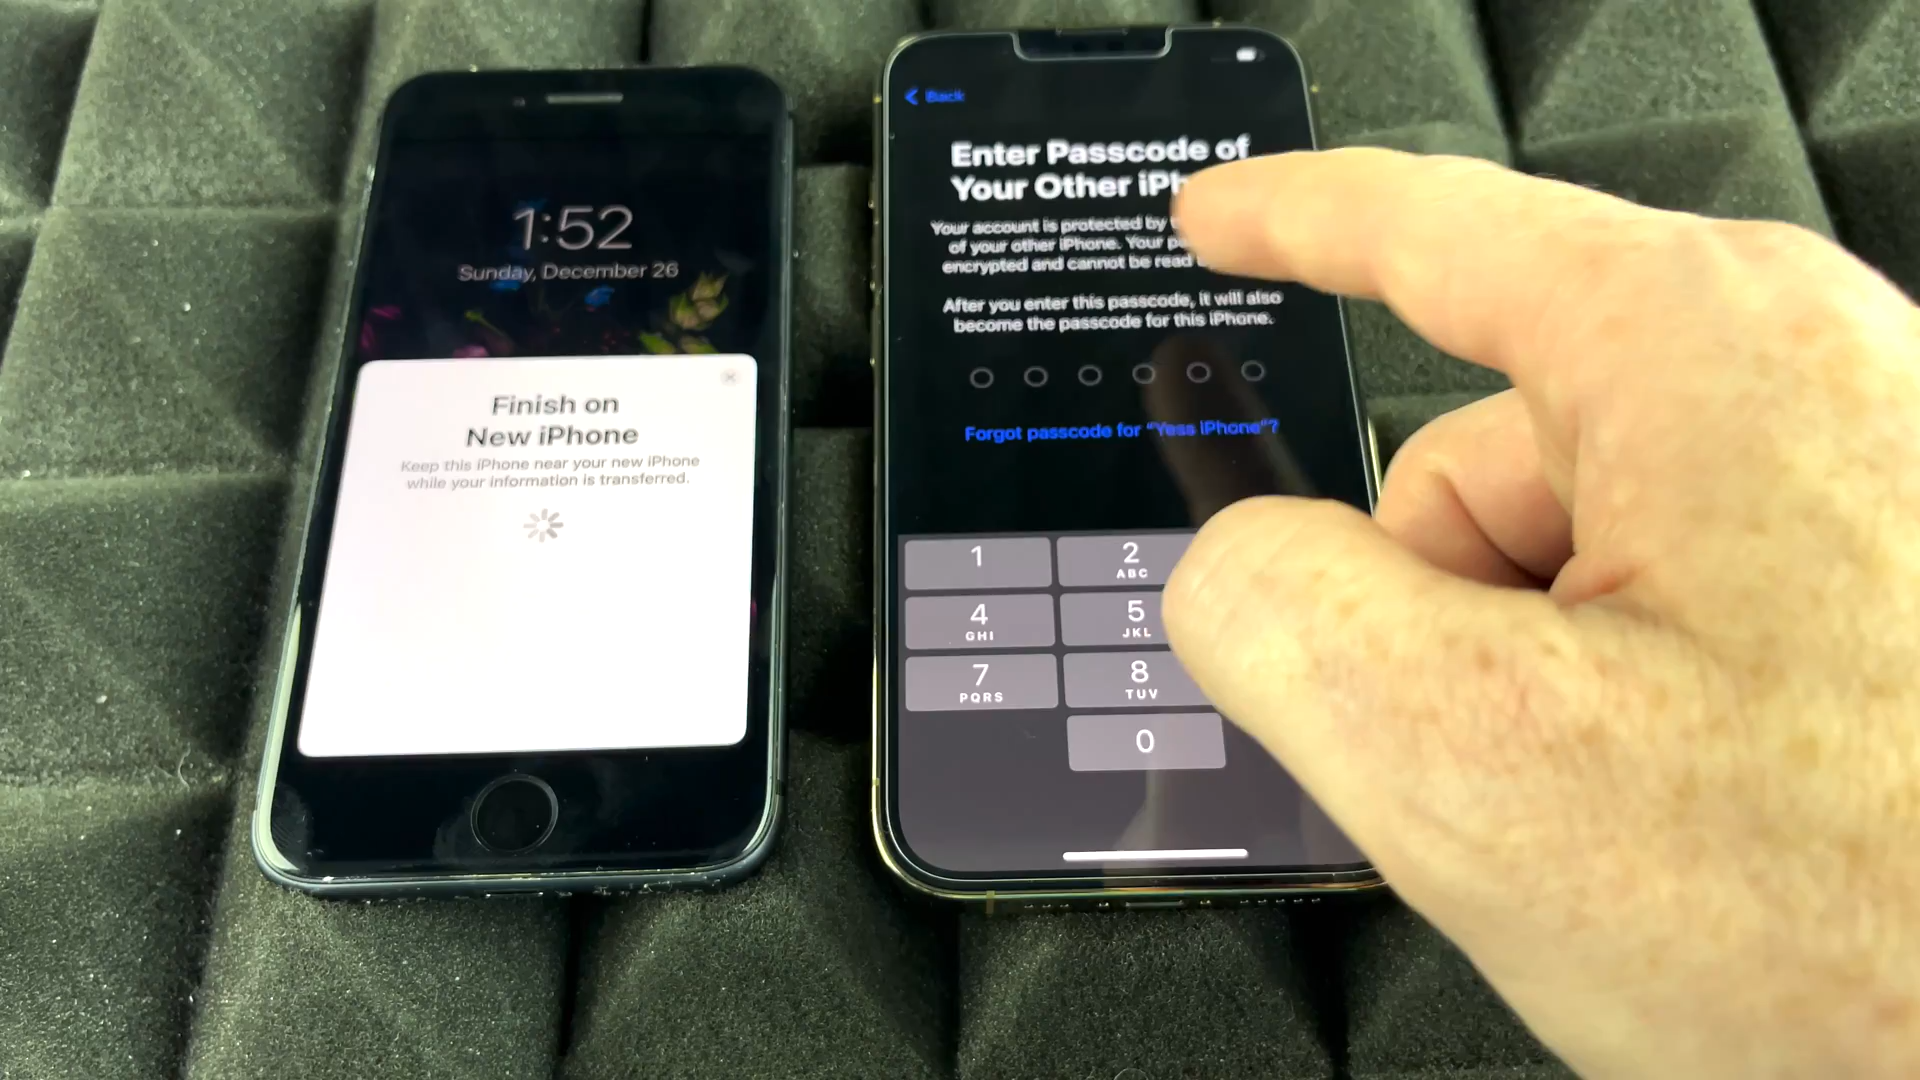 1:52
Sunday, December 26
Finish on
New iPhone
Keep this iPhone near your new iPhone
while your information is transferred.
Back
Enter Passcode of
Your Other iPh
Your account is protected by
of your other iPhone. Your
encrypted and cannot be read
After you enter this passcode, it will also
become the passcode for this iPhone.
Forgot passcode for “Yess iPhone”?
1
2
ABC
4
GHI
5
JKL
7
PQRS
8
TUV
0